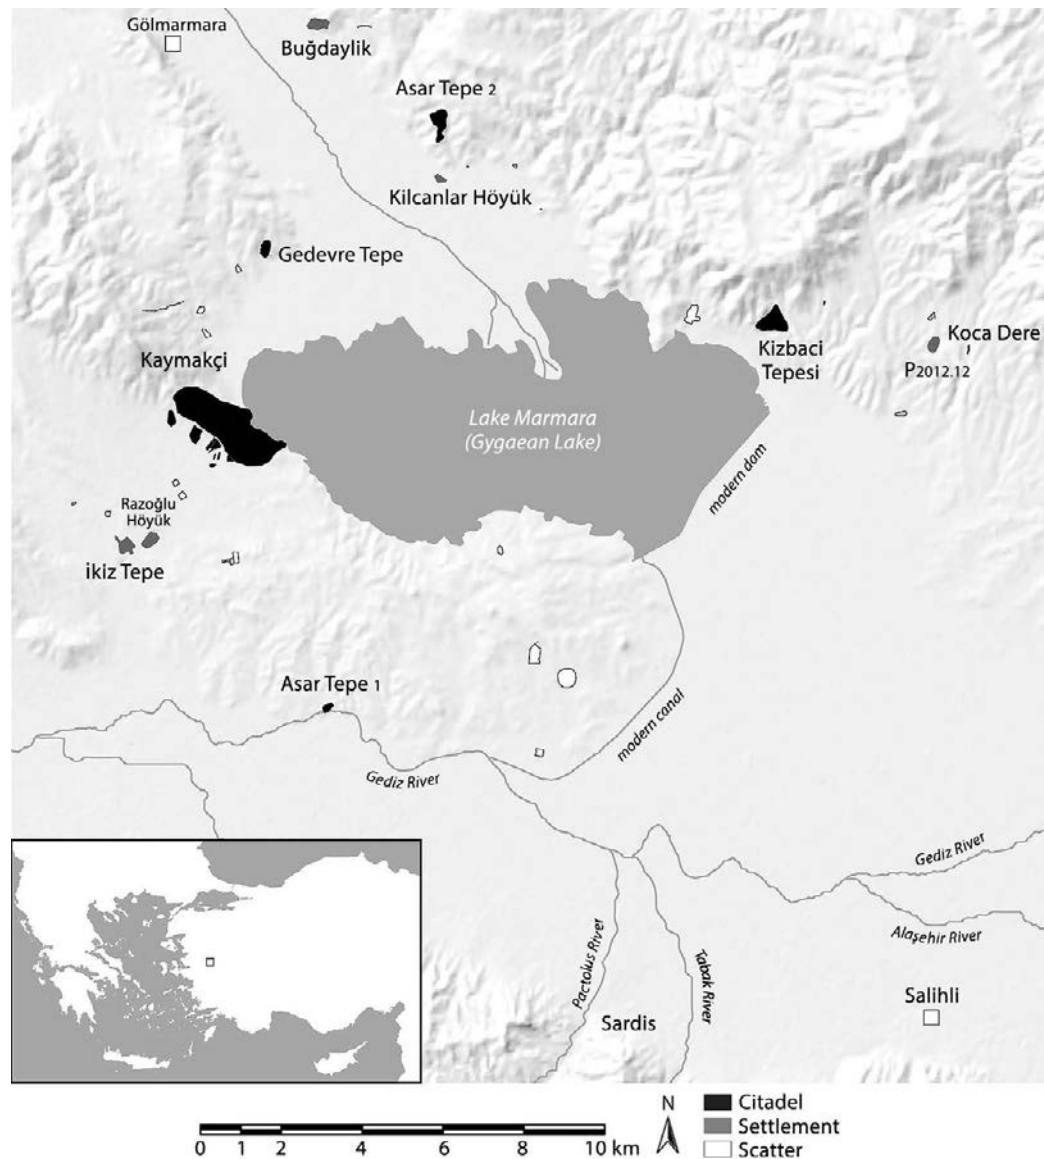 Gölmarmara
Buğdaylik
Asar Tepe 2
Kilcanlar Höyük
Gedevre Tepe
Kaymakçi
Kizbaci
Tepesi
Koca Dere
P2012.12
Lake Marmara
(Gygaean Lake)
modern dam
Razoğlu
Höyük
ikiz Tepe
Asar Tepe 1
modern canal
Gediz River
Gediz River
Alaşehir River
Pactolus River
Tabak River
Sardis
Salihli
N
Citadel
Settlement
Scatter
0 1 2 4 6 8 10 km